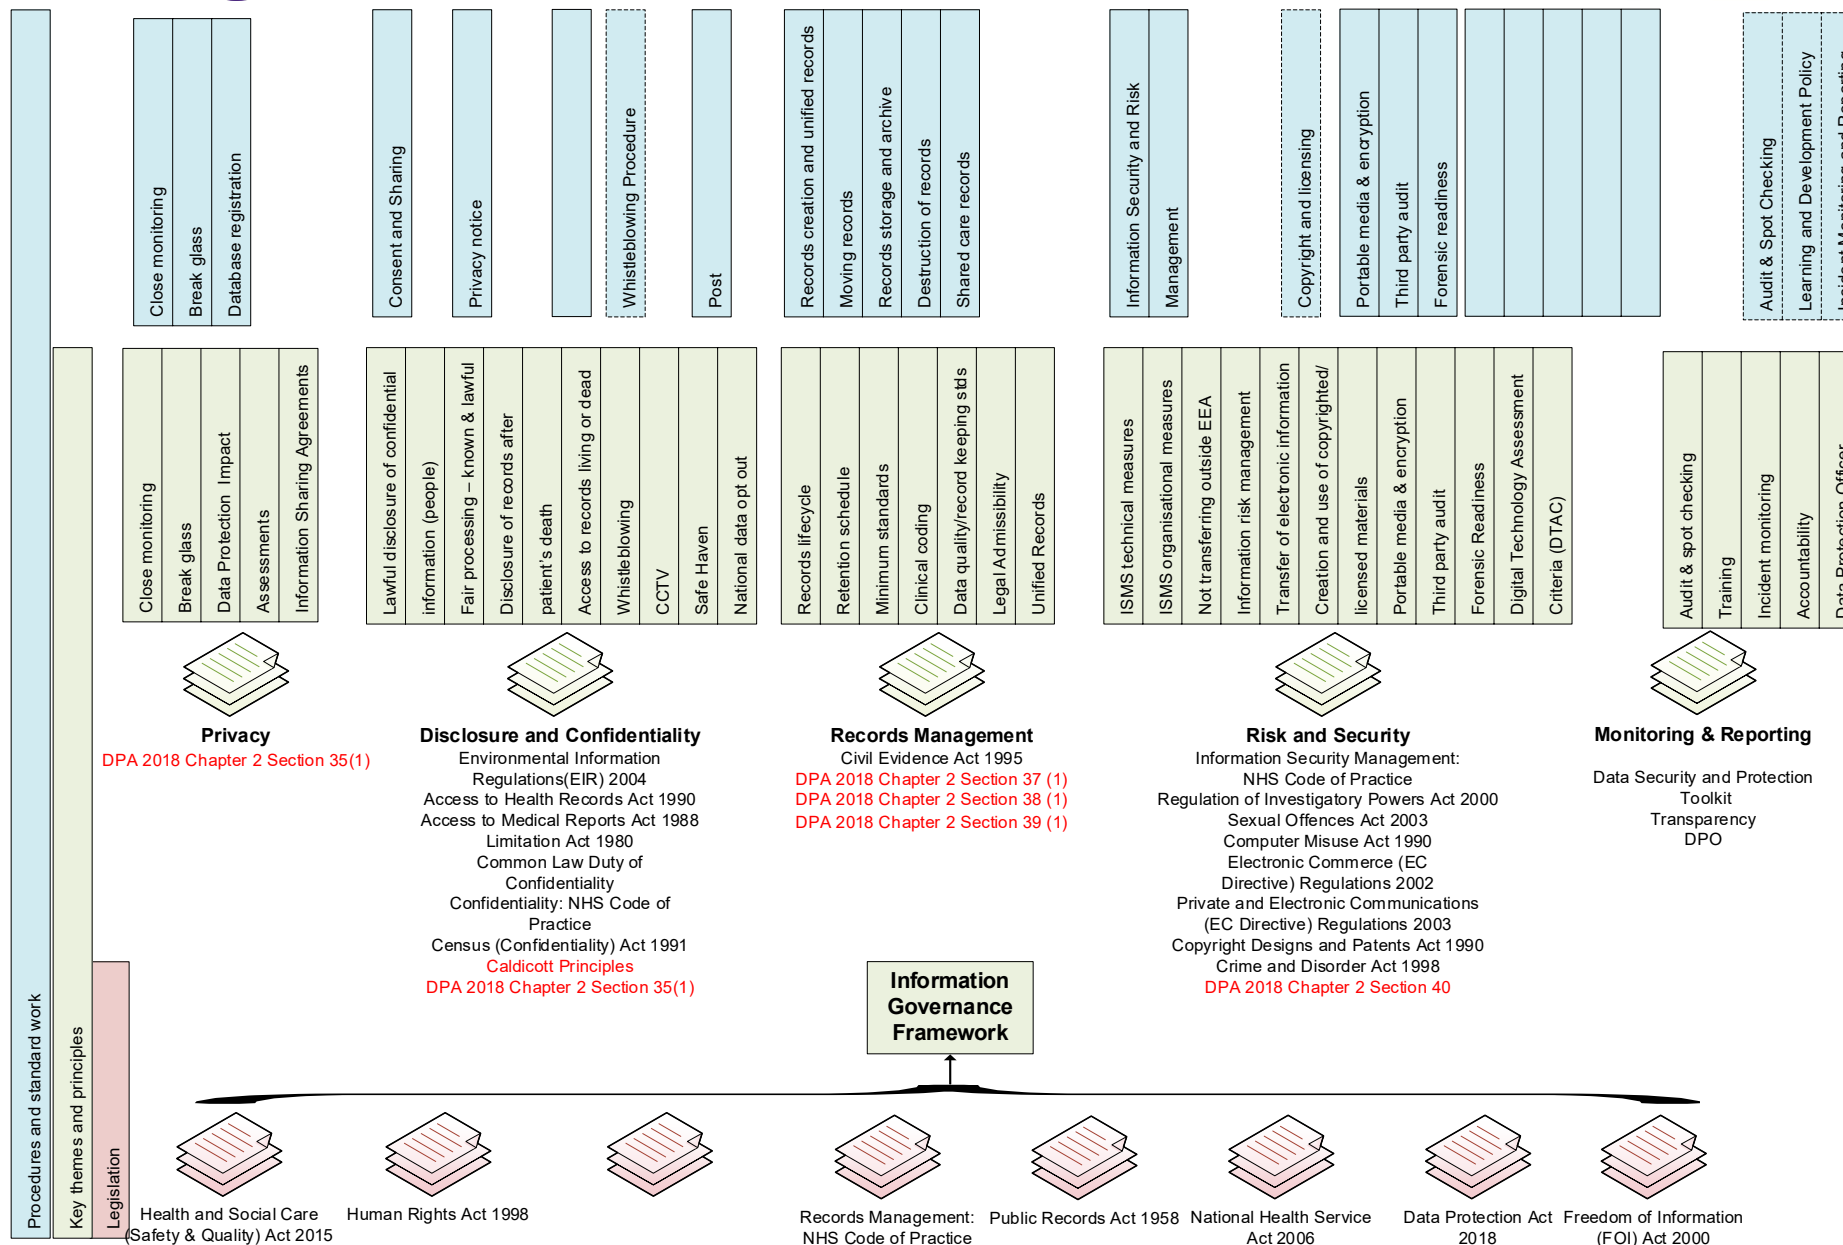 Close monitoring
Break glass
Database registration
Consent and Sharing
Privacy notice
Whistleblowing Procedure
Post
Records creation and unified records
Moving records
Records storage and archive
Destruction of records
Shared care records
Information Security and Risk
Management
Copyright and licensing
Portable media & encryption
Third party audit
Forensic readiness
Audit & Spot Checking
Learning and Development Policy
Incident Monitoring and Reporting
Procedures and standard work
Key themes and principles
Legislation
Close monitoring
Break glass
Data Protection Impact
Assessments
Information Sharing Agreements
Lawful disclosure of confidential
information (people)
Fair processing – known & lawful
Disclosure of records after
patient's death
Access to records living or dead
Whistleblowing
CCTV
Safe Haven
National data opt out
Records lifecycle
Retention schedule
Minimum standards
Clinical coding
Data quality/record keeping stds
Legal Admissibility
Unified Records
ISMS technical measures
ISMS organisational measures
Not transferring outside EEA
Information risk management
Transfer of electronic information
Creation and use of copyrighted/
licensed materials
Portable media & encryption
Third party audit
Forensic Readiness
Digital Technology Assessment
Criteria (DTAC)
Audit & spot checking
Training
Incident monitoring
Accountability
Data Protection Officer
Privacy
DPA 2018 Chapter 2 Section 35(1)
Disclosure and Confidentiality
Environmental Information
Regulations(EIR) 2004
Access to Health Records Act 1990
Access to Medical Reports Act 1988
Limitation Act 1980
Common Law Duty of
Confidentiality
Confidentiality: NHS Code of
Practice
Census (Confidentiality) Act 1991
Caldicott Principles
DPA 2018 Chapter 2 Section 35(1)
Records Management
Civil Evidence Act 1995
DPA 2018 Chapter 2 Section 37 (1)
DPA 2018 Chapter 2 Section 38 (1)
DPA 2018 Chapter 2 Section 39 (1)
Risk and Security
Information Security Management:
NHS Code of Practice
Regulation of Investigatory Powers Act 2000
Sexual Offences Act 2003
Computer Misuse Act 1990
Electronic Commerce (EC
Directive) Regulations 2002
Private and Electronic Communications
(EC Directive) Regulations 2003
Copyright Designs and Patents Act 1990
Crime and Disorder Act 1998
DPA 2018 Chapter 2 Section 40
Monitoring & Reporting
Data Security and Protection
Toolkit
Transparency
DPO
Information
Governance
Framework
Health and Social Care
(Safety & Quality) Act 2015
Human Rights Act 1998
Records Management:
NHS Code of Practice
Public Records Act 1958
National Health Service
Act 2006
Data Protection Act
2018
Freedom of Information
(FOI) Act 2000